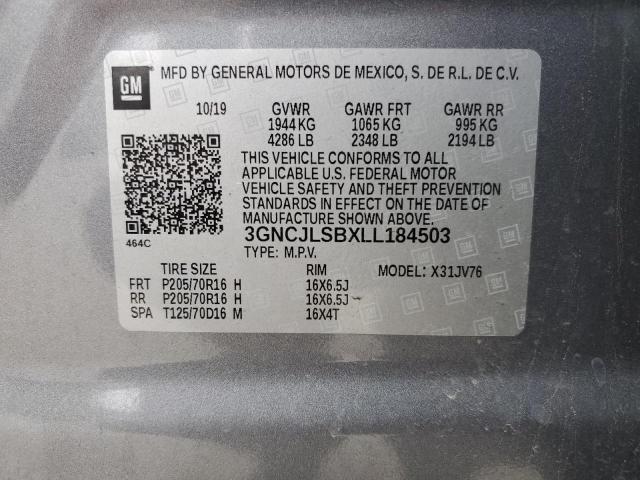 GM
MFD BY GENERAL MOTORS DE MEXICO, S. DE R.L. DE C.V.
10/19 GVWR GAWR FRT GAWR RR
1944 KG 1065 KG 995 KG
4286 LB 2348 LB 2194 LB
THIS VEHICLE CONFORMS TO ALL
APPLICABLE U.S. FEDERAL MOTOR
VEHICLE SAFETY AND THEFT PREVENTION
STANDARDS IN EFFECT ON THE DATE OF
MANUFACTURE SHOWN ABOVE.
464C
3GNCJLSBXLL184503
TYPE: M.P.V.
TIRE SIZE RIM MODEL: X31JV76
FRT P205/70R16 H 16X6.5J
RR P205/70R16 H 16X6.5J
SPA T125/70D16 M 16X4T